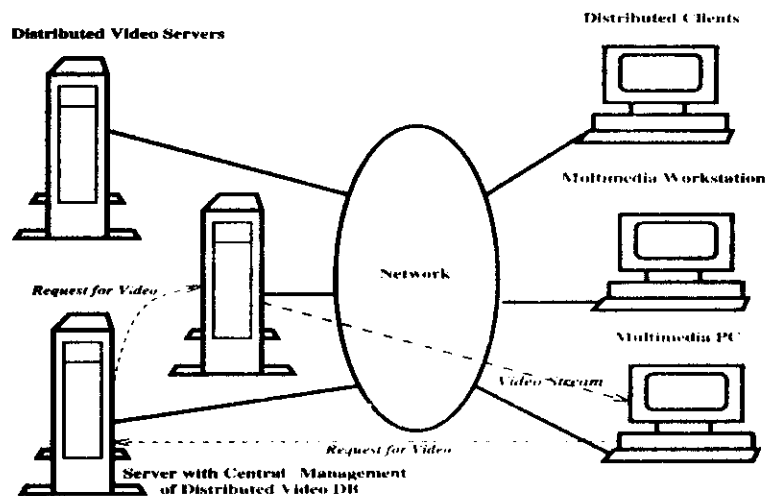 Distributed Clients
Distributed Video Servers
Multimedia Workstation
Network
Request for Video
Multimedia PC
Video Stream
Request for Video
Server with Central Management
of Distributed Video DB